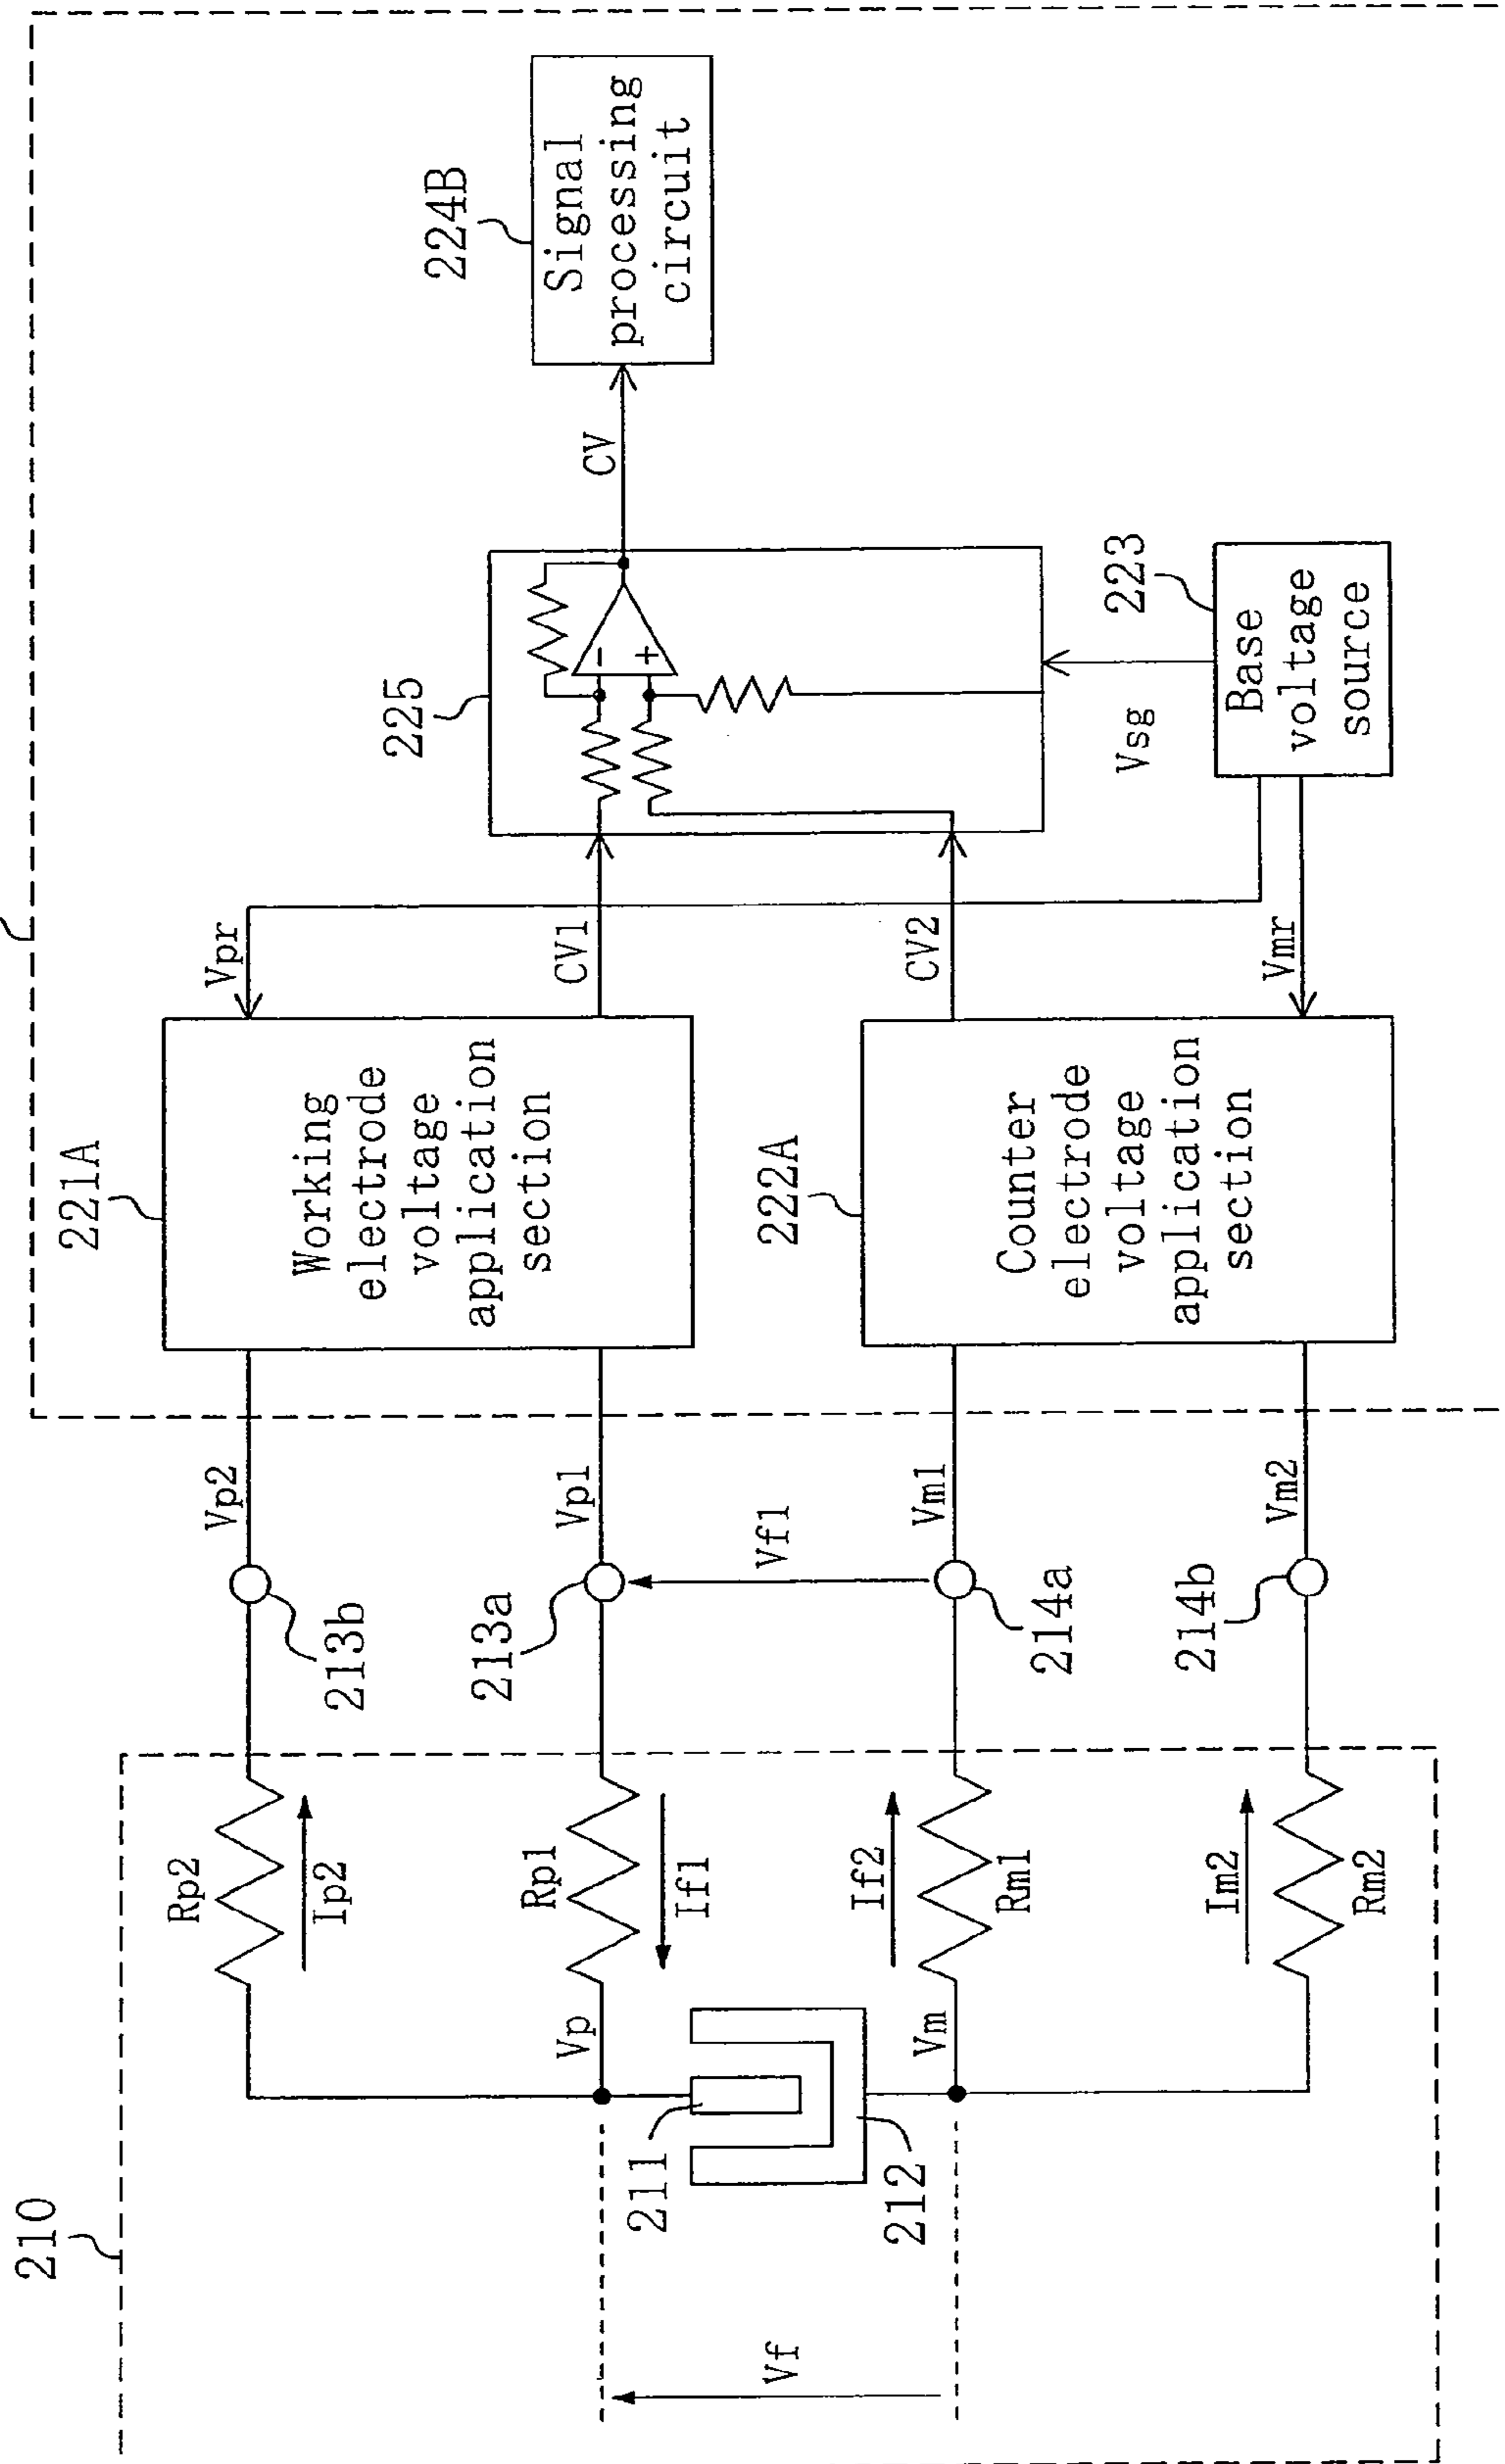 210
Rp2
Ip2
213b
Vp2
221A
Working
electrode
voltage
application
section
Vpr
Vp
Rp1
If1
213a
Vp1
CV1
225
−
+
CV
224B
Signal
processing
circuit
Vf
211
212
Vf1
Vm
If2
Rm1
214a
Vm1
222A
Counter
electrode
voltage
application
section
CV2
Vmr
Vsg
223
Base
voltage
source
Im2
Rm2
214b
Vm2